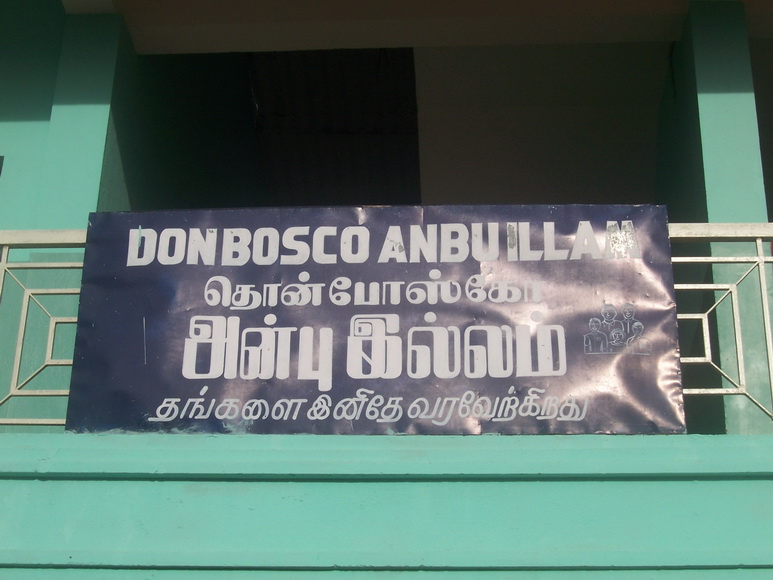 DON BOSCO ANBU ILLAM
தொன் போஸ்கோ
அன்பு இல்லம்
தங்களை இனிதே வரவேற்கிறது